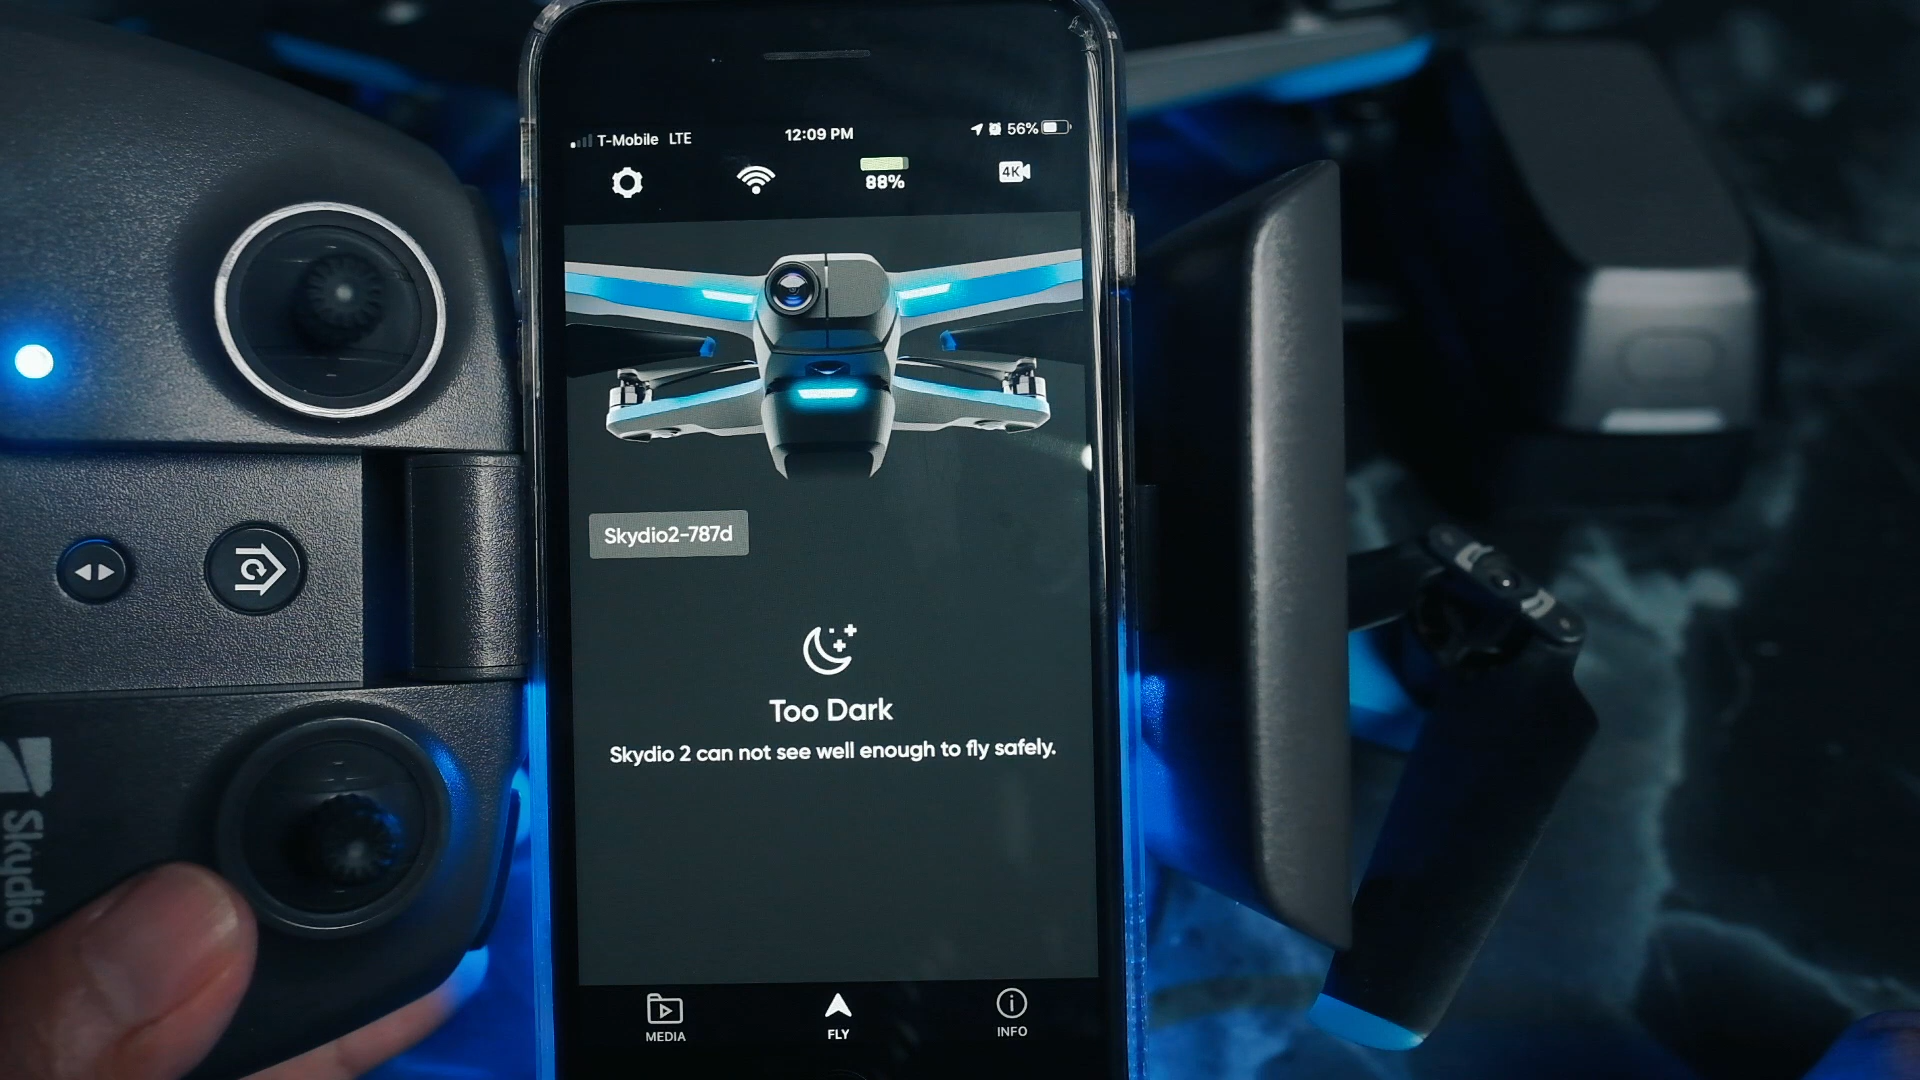 T-Mobile LTE 12:09 PM 56%
88% 4K
Skydio2-787d
Too Dark
Skydio 2 can not see well enough to fly safely.
MEDIA FLY INFO
Skydio